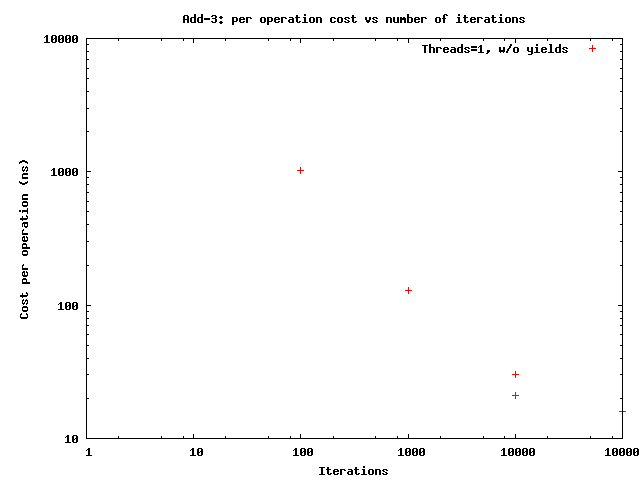 Add-3: per operation cost vs number of iterations
Threads=1, w/o yields
10000
1000
100
10
Cost per operation (ns)
1 10 100 1000 10000 10000
Iterations